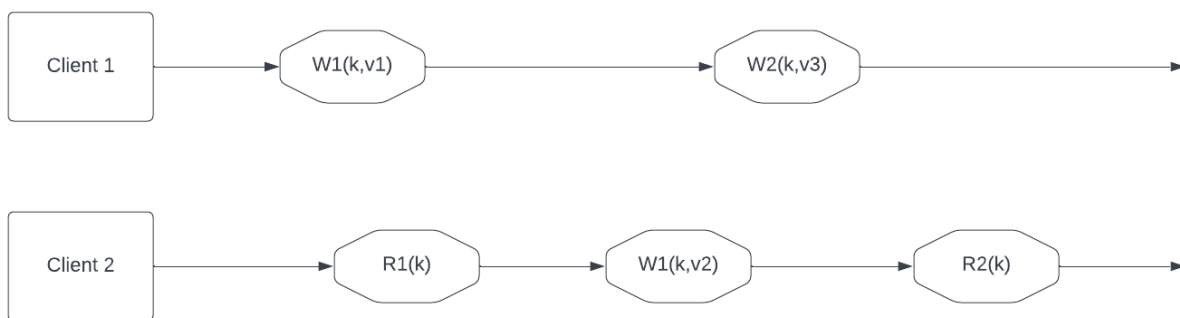 Client 1
W1(k,v1)
W2(k,v3)
Client 2
R1(k)
W1(k,v2)
R2(k)